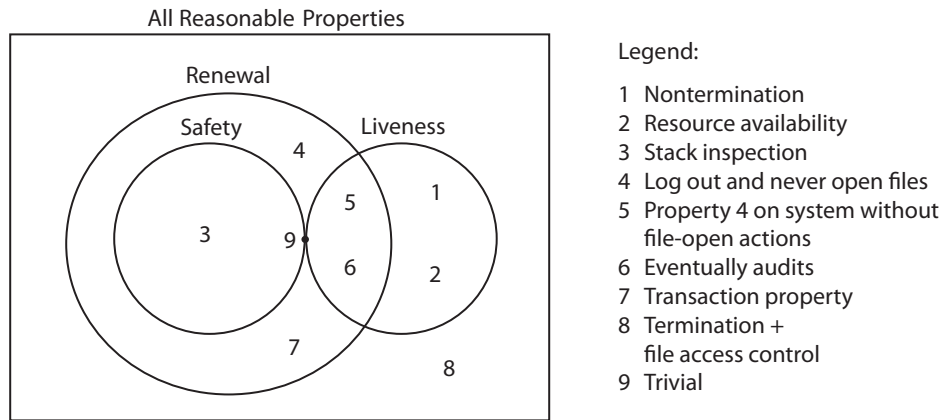 All Reasonable Properties
Renewal
Safety
Liveness
4
1
5
3
9
6
2
7
8
Legend:
1 Nontermination
2 Resource availability
3 Stack inspection
4 Log out and never open files
5 Property 4 on system without
file-open actions
6 Eventually audits
7 Transaction property
8 Termination +
file access control
9 Trivial